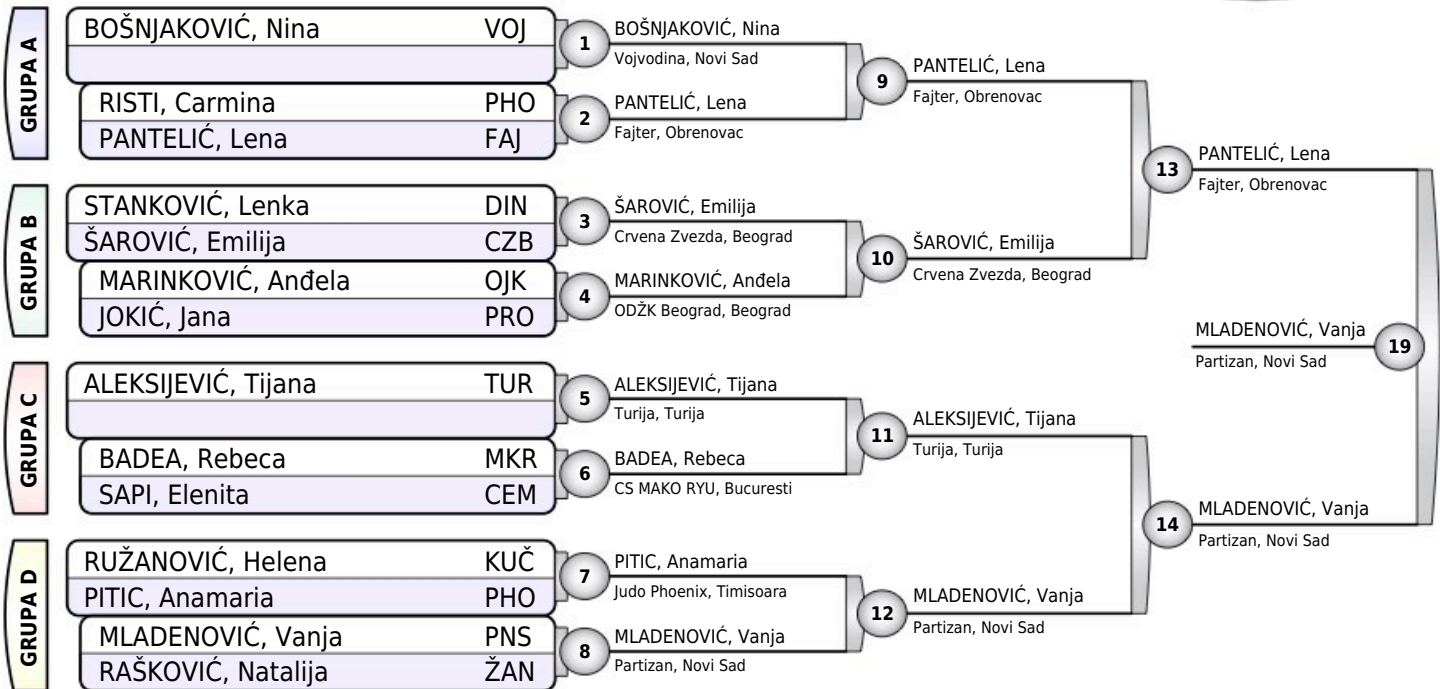 GRUPA A
BOŠNJAKOVIĆ, Nina VOJ
RISTI, Carmina PHO
PANTELIĆ, Lena FAJ
1
BOŠNJAKOVIĆ, Nina
Vojvodina, Novi Sad
2
PANTELIĆ, Lena
Fajter, Obrenovac
9
PANTELIĆ, Lena
Fajter, Obrenovac
GRUPA B
STANKOVIĆ, Lenka DIN
ŠAROVIĆ, Emilija CZB
MARINKOVIĆ, Anđela OJK
JOKIĆ, Jana PRO
3
ŠAROVIĆ, Emilija
Crvena Zvezda, Beograd
4
MARINKOVIĆ, Anđela
ODŽK Beograd, Beograd
10
ŠAROVIĆ, Emilija
Crvena Zvezda, Beograd
13
PANTELIĆ, Lena
Fajter, Obrenovac
GRUPA C
ALEKSIJEVIĆ, Tijana TUR
BADEA, Rebeca MKR
SAPI, Elenita CEM
5
ALEKSIJEVIĆ, Tijana
Turija, Turija
6
BADEA, Rebeca
CS MAKO RYU, Bucuresti
11
ALEKSIJEVIĆ, Tijana
Turija, Turija
GRUPA D
RUŽANOVIĆ, Helena KUČ
PITIC, Anamaria PHO
MLADENOVIĆ, Vanja PNS
RAŠKOVIĆ, Natalija ŽAN
7
PITIC, Anamaria
Judo Phoenix, Timisoara
8
MLADENOVIĆ, Vanja
Partizan, Novi Sad
12
MLADENOVIĆ, Vanja
Partizan, Novi Sad
14
MLADENOVIĆ, Vanja
Partizan, Novi Sad
MLADENOVIĆ, Vanja
Partizan, Novi Sad
19